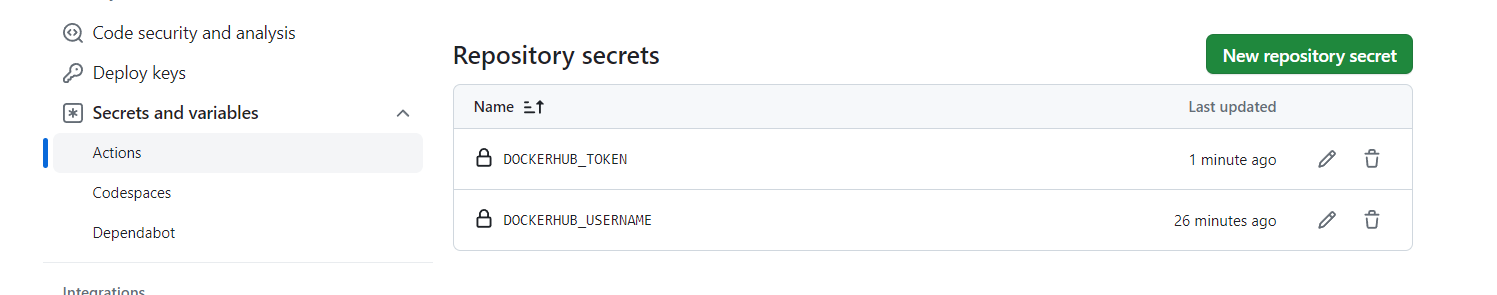 Code security and analysis
Deploy keys
Secrets and variables
Actions
Codespaces
Dependabot
Integrations
Repository secrets
New repository secret
Name
Last updated
DOCKERHUB_TOKEN
1 minute ago
DOCKERHUB_USERNAME
26 minutes ago